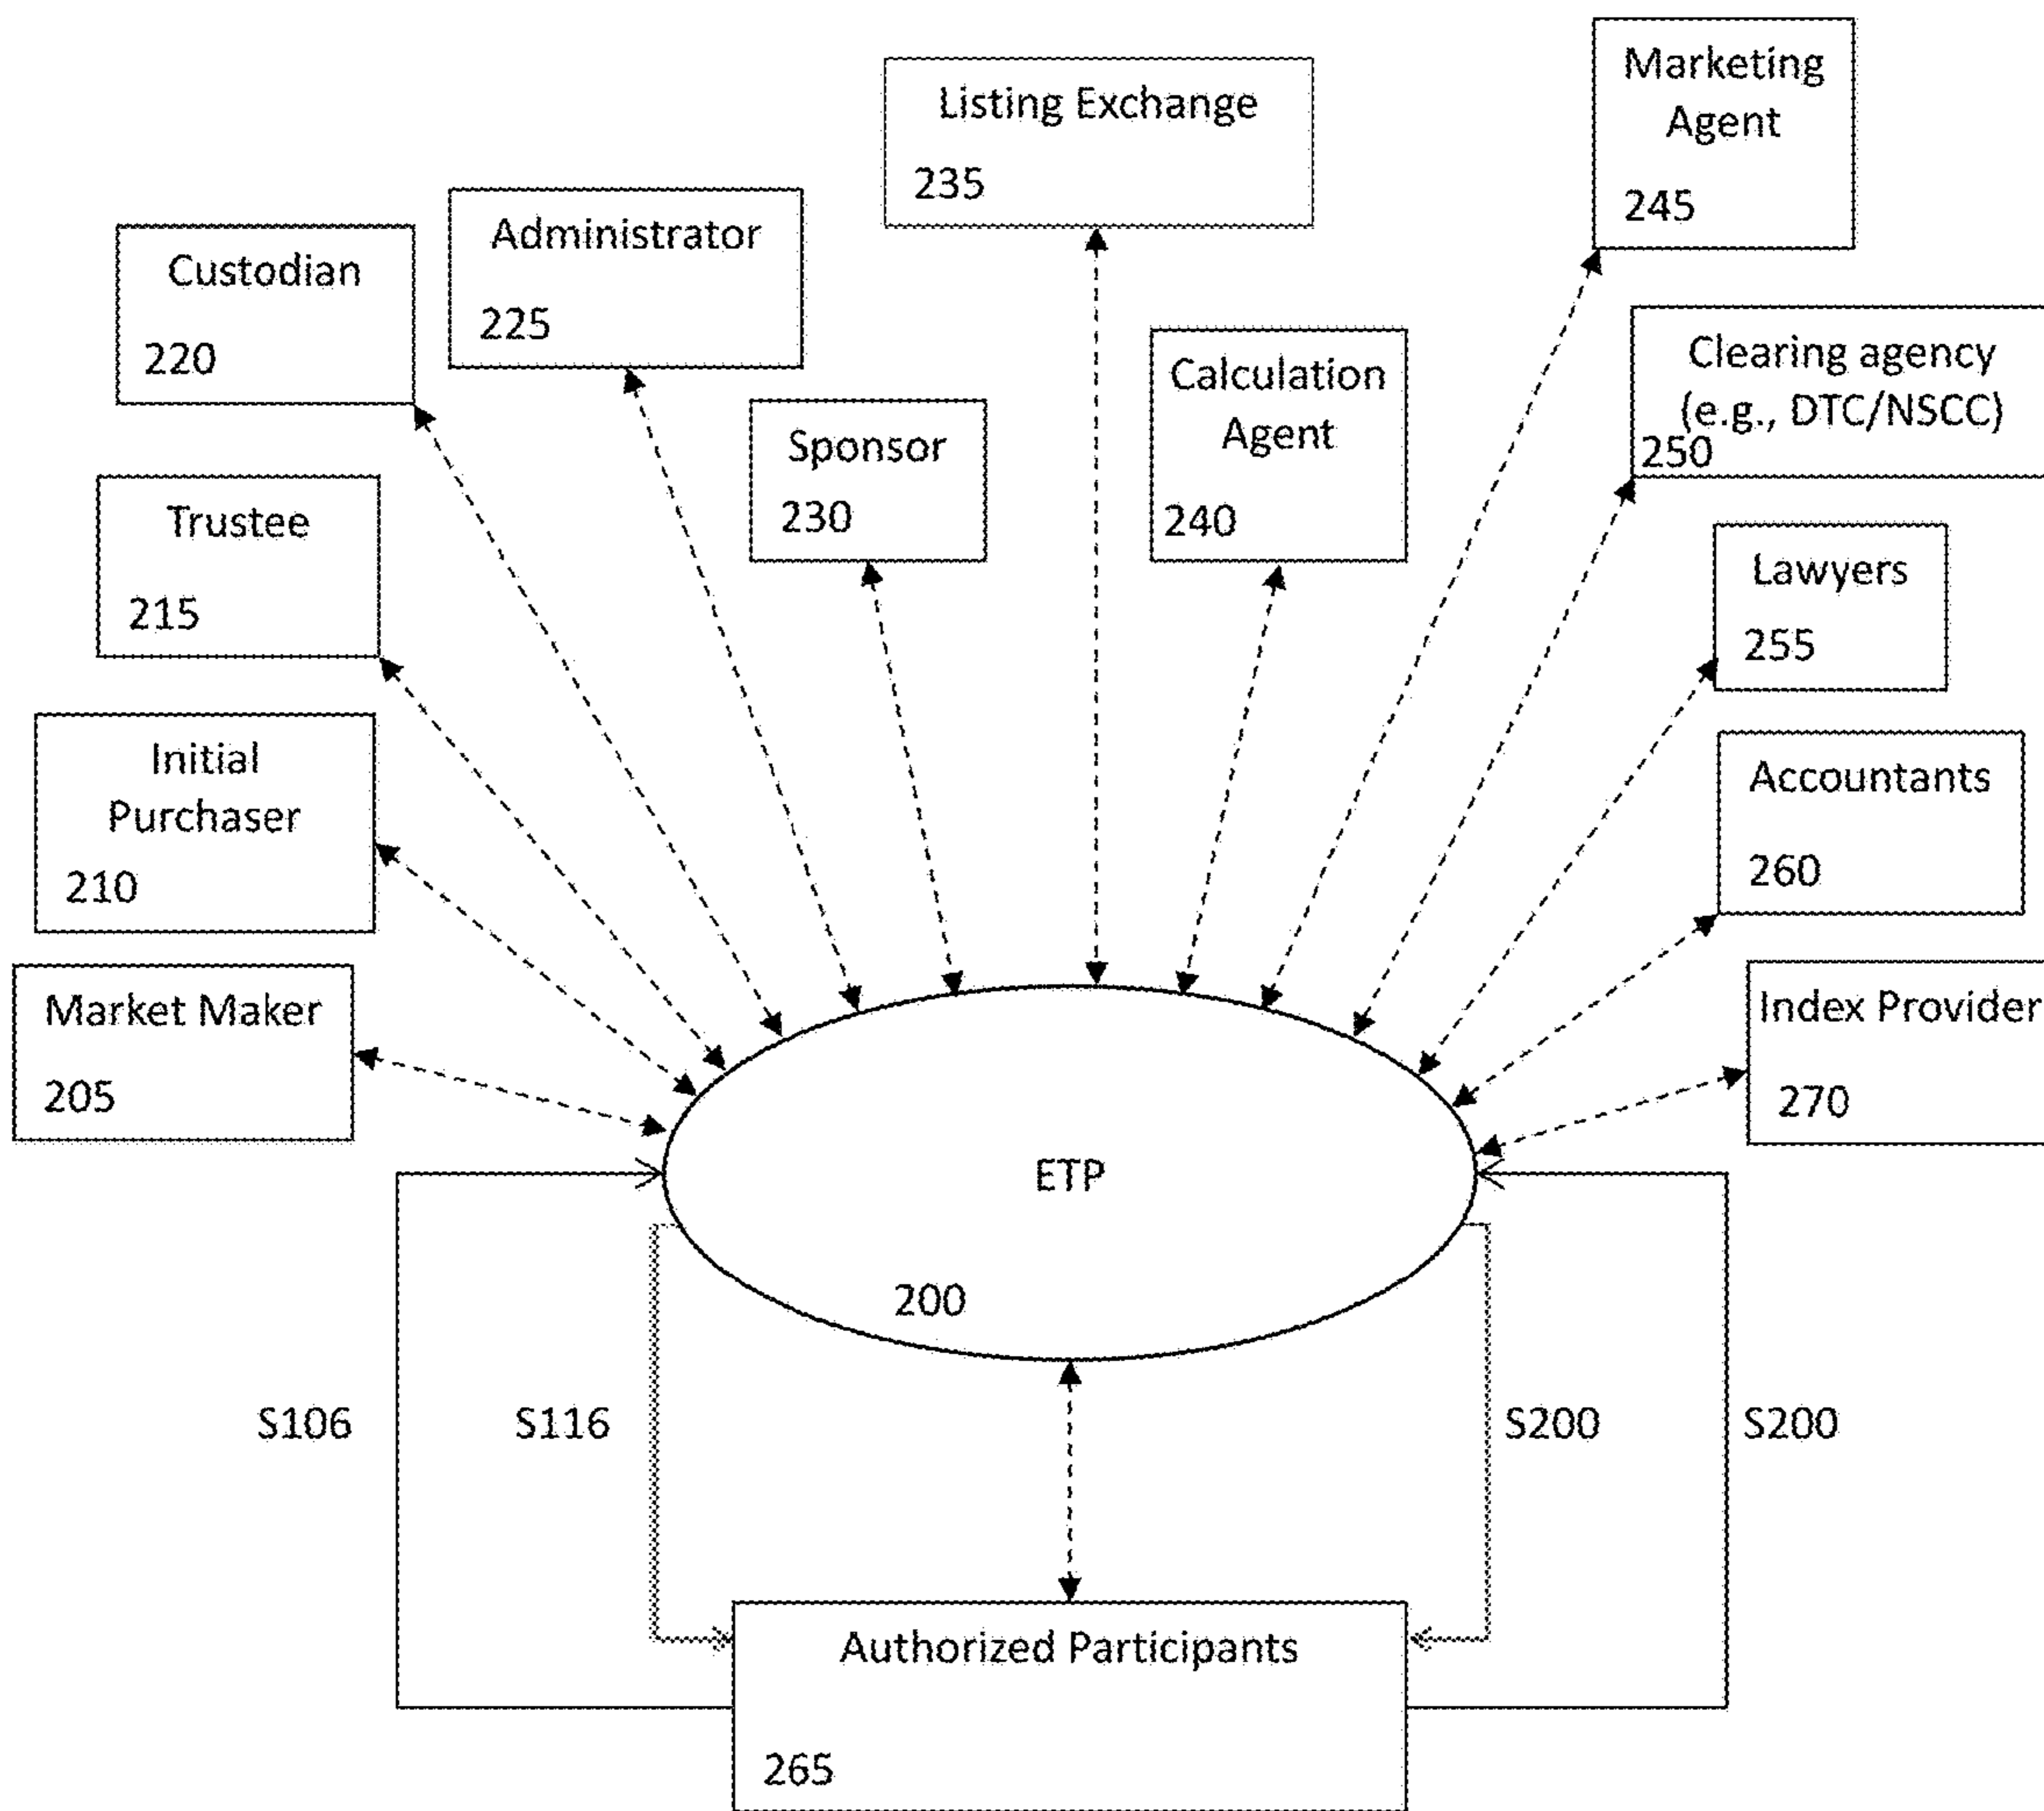 Marketing
Agent
245
Listing Exchange
235
Administrator
225
Custodian
220
Calculation
Agent
240
Clearing agency
(e.g., DTC/NSCC)
250
Sponsor
230
Trustee
215
Lawyers
255
Initial
Purchaser
210
Accountants
260
Market Maker
205
Index Provider
270
ETP
200
S106
S116
S200
S200
Authorized Participants
265